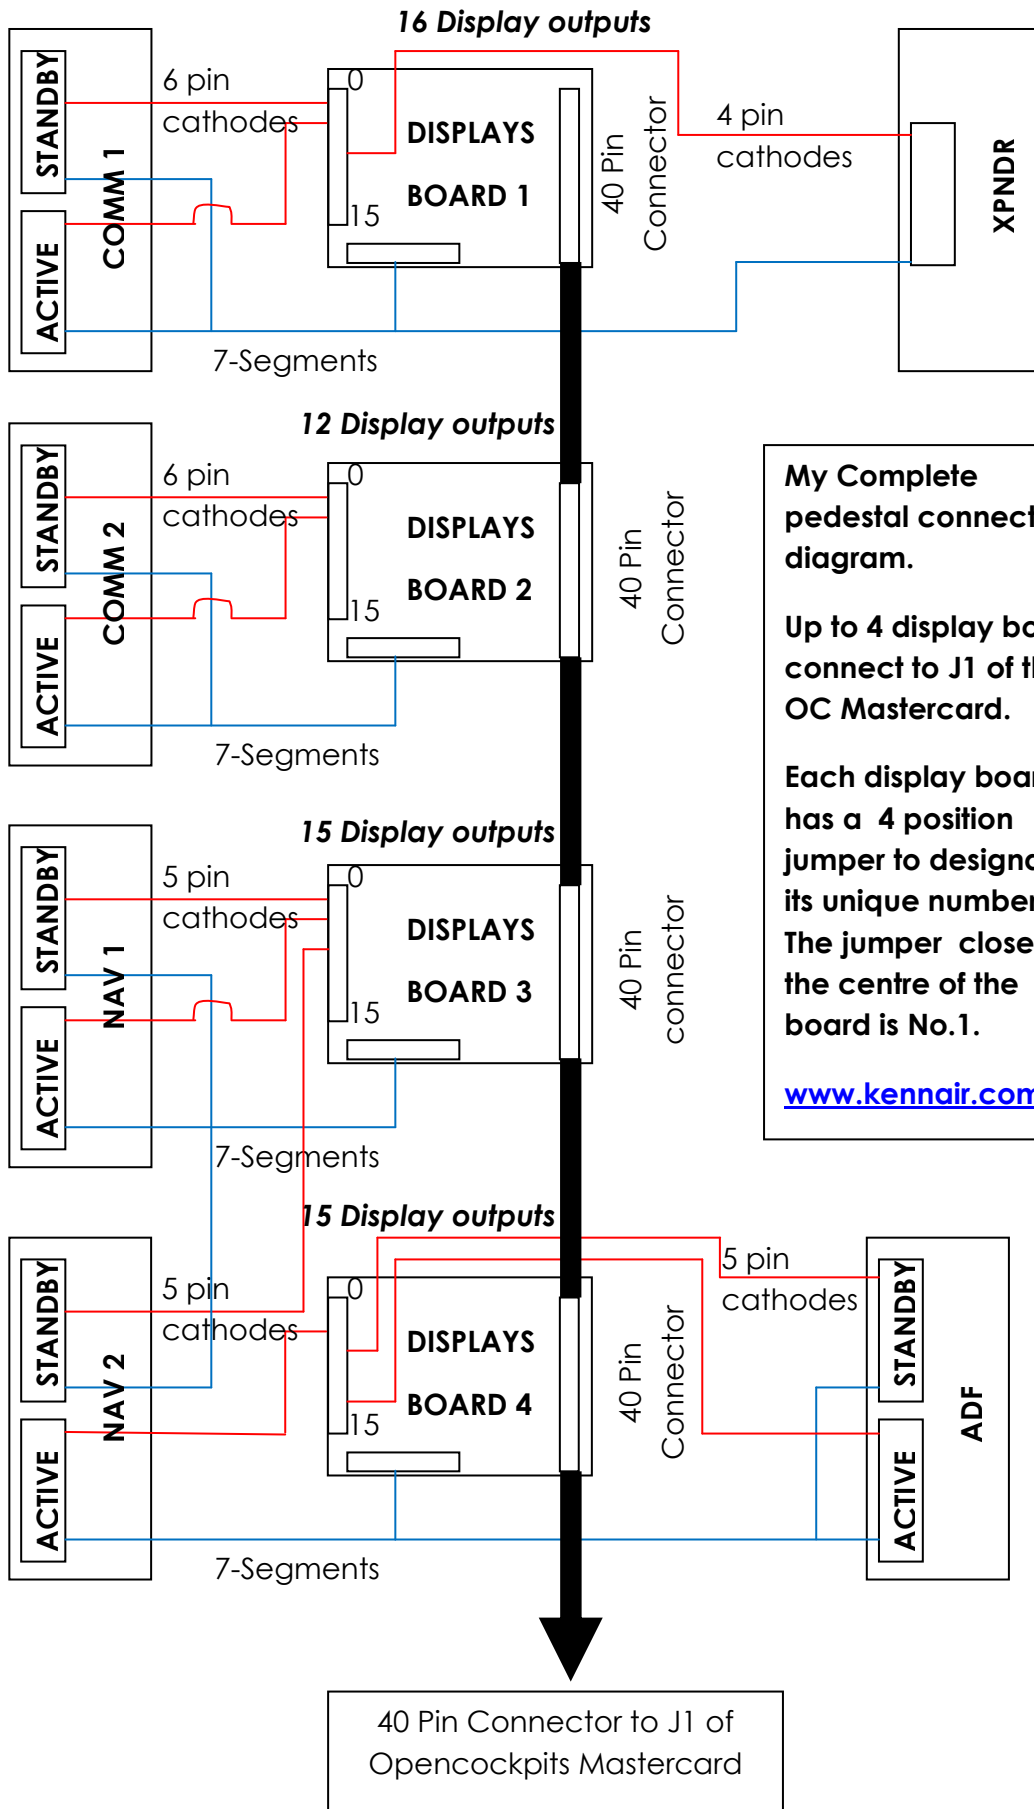 16 Display outputs
STANDBY
ACTIVE
COMM 1
6 pin
cathodes
0
15
DISPLAYS
BOARD 1
40 Pin
Connector
4 pin
cathodes
XPNDR
7-Segments
12 Display outputs
STANDBY
ACTIVE
COMM 2
6 pin
cathodes
0
15
DISPLAYS
BOARD 2
40 Pin
Connector
7-Segments
My Complete
pedestal connect
diagram.
Up to 4 display bo
connect to J1 of th
OC Mastercard.
Each display boar
has a 4 position
jumper to designa
its unique number
The jumper close
the centre of the
board is No.1.
www.kennair.com
15 Display outputs
STANDBY
ACTIVE
NAV 1
5 pin
cathodes
0
15
DISPLAYS
BOARD 3
40 Pin
connector
7-Segments
15 Display outputs
STANDBY
ACTIVE
NAV 2
5 pin
cathodes
0
15
DISPLAYS
BOARD 4
40 Pin
Connector
5 pin
cathodes
STANDBY
ACTIVE
ADF
7-Segments
40 Pin Connector to J1 of
Opencockpits Mastercard